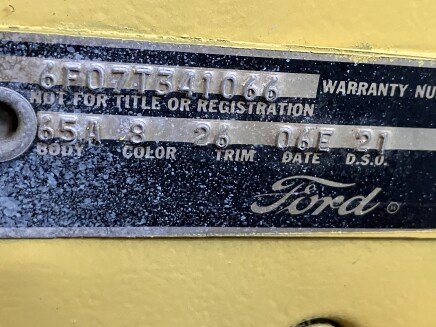 6F07T341066 WARRANTY NU
NOT FOR TITLE OR REGISTRATION
65A 8 26 06E 21
BODY COLOR TRIM DATE D.S.O.
Ford ®